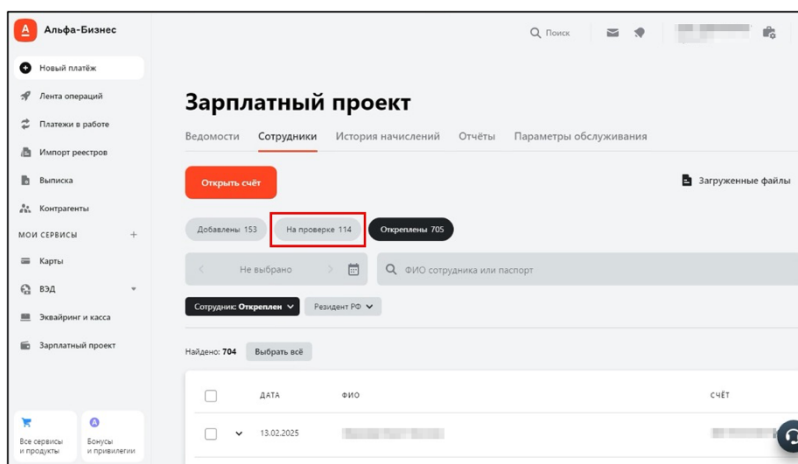 Альфа-Бизнес
Поиск
Новый платёж
Лента операций
Платежи в работе
Импорт реестров
Выписка
Контрагенты
МОИ СЕРВИСЫ +
Карты
ВЭД
Эквайринг и касса
Зарплатный проект
Все сервисы и продукты
Бонусы и привилегии
Зарплатный проект
Ведомости Сотрудники История начислений Отчёты Параметры обслуживания
Открыть счёт Загруженные файлы
Добавлены 153 На проверке 114 Откреплены 705
Не выбрано ФИО сотрудника или паспорт
Сотрудник: Откреплен Резидент РФ
Найдено: 704 Выбрать всё
ДАТА ФИО СЧЁТ
13.02.2025